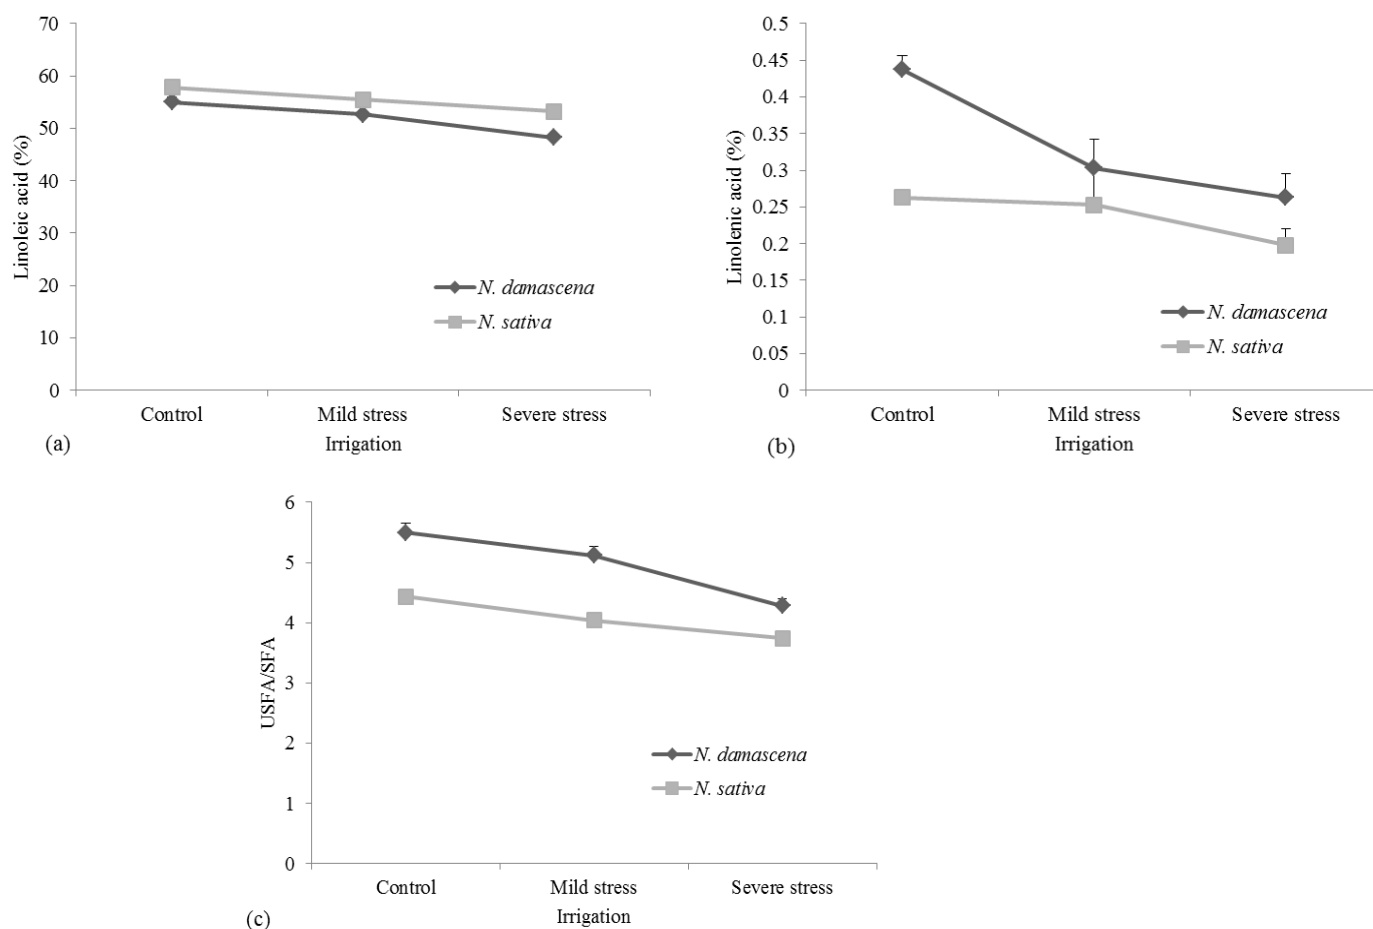 70
60
50
40
30
20
10
0
Linoleic acid (%)
N. damascena
N. sativa
Control Mild stress Severe stress
Irrigation
(a)
0.5
0.45
0.4
0.35
0.3
0.25
0.2
0.15
0.1
0.05
0
Linolenic acid (%)
N. damascena
N. sativa
Control Mild stress Severe stress
Irrigation
(b)
6
5
4
3
2
1
0
USFA/SFA
N. damascena
N. sativa
Control Mild stress Severe stress
Irrigation
(c)